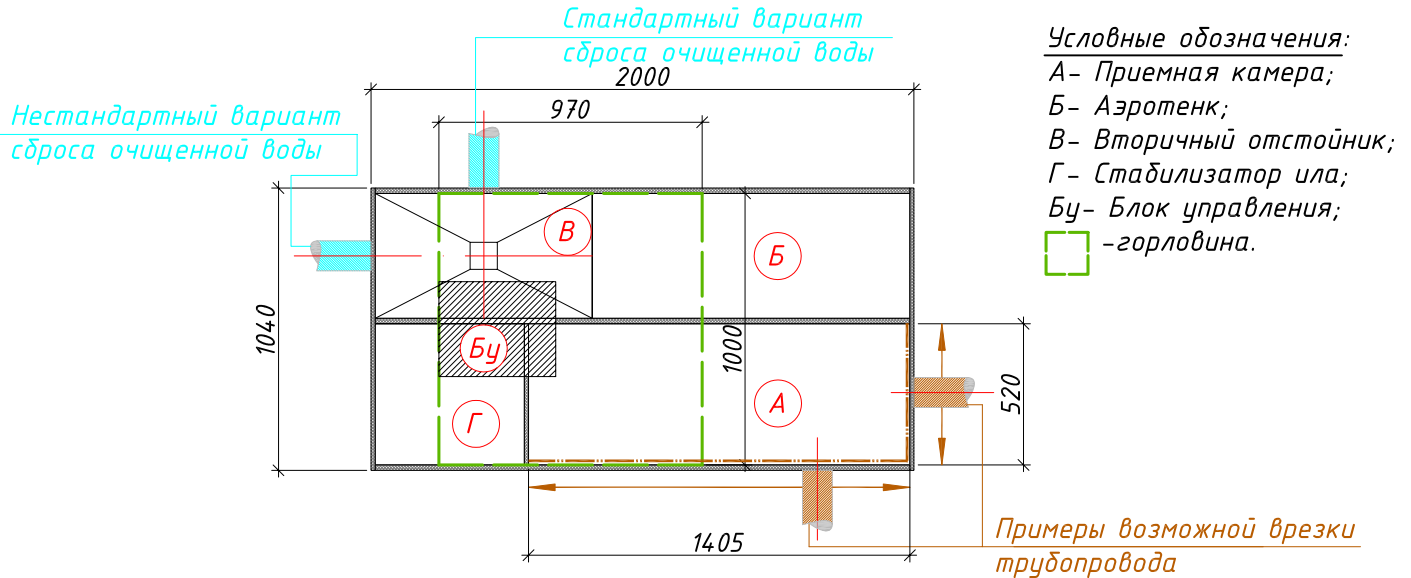 Стандартный вариант
сброса очищенной воды
Условные обозначения:
А- Приемная камера;
Б- Аэротенк;
В- Вторичный отстойник;
Г- Стабилизатор ила;
Бу- Блок управления;
-горловина.
2000
970
Нестандартный вариант
сброса очищенной воды
В
Б
1040
1000
Бу
А
Г
520
1405
Примеры возможной врезки
трубопровода